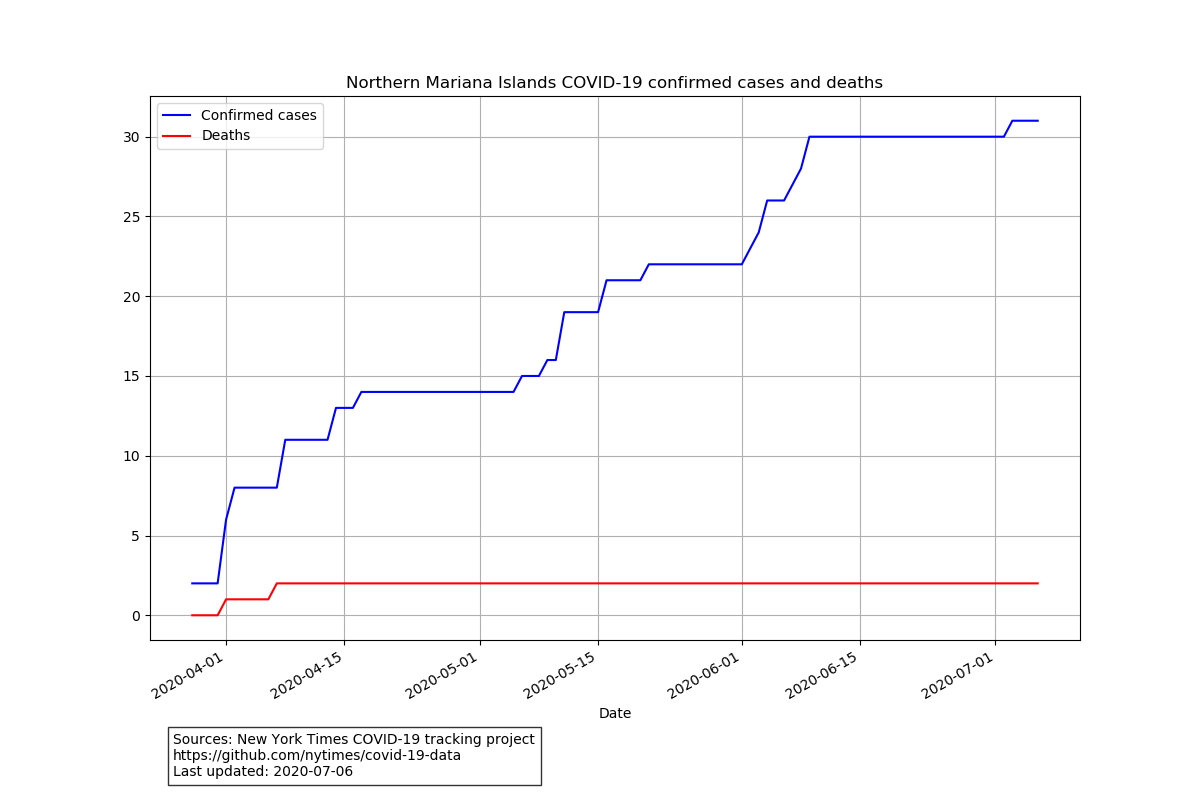 Northern Mariana Islands COVID-19 confirmed cases and deaths
Confirmed cases
Deaths
30
25
20
15
10
5
0
2020-04-01
2020-04-15
2020-05-01
2020-05-15
2020-06-01
2020-06-15
2020-07-01
Date
Sources: New York Times COVID-19 tracking project
https://github.com/nytimes/covid-19-data
Last updated: 2020-07-06